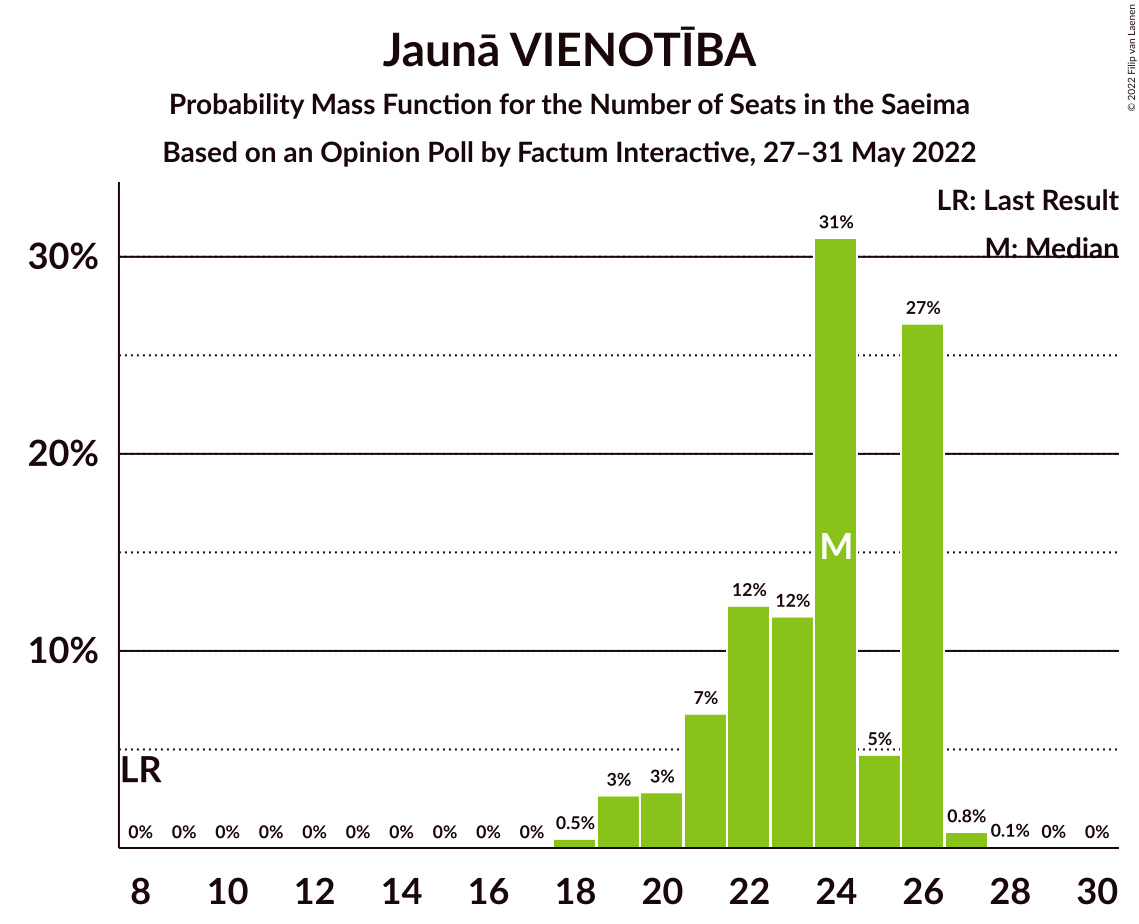 Jaunā VIENOTĪBA
Probability Mass Function for the Number of Seats in the Saeima
Based on an Opinion Poll by Factum Interactive, 27–31 May 2022
© 2022 Filip van Laenen
LR: Last Result
M: Median
30%
20%
10%
31%
27%
12%
12%
7%
5%
3%
3%
0.5%
0.8%
0.1%
M
LR
0% 0% 0% 0% 0% 0% 0% 0% 0% 0% 0% 0%
8 10 12 14 16 18 20 22 24 26 28 30